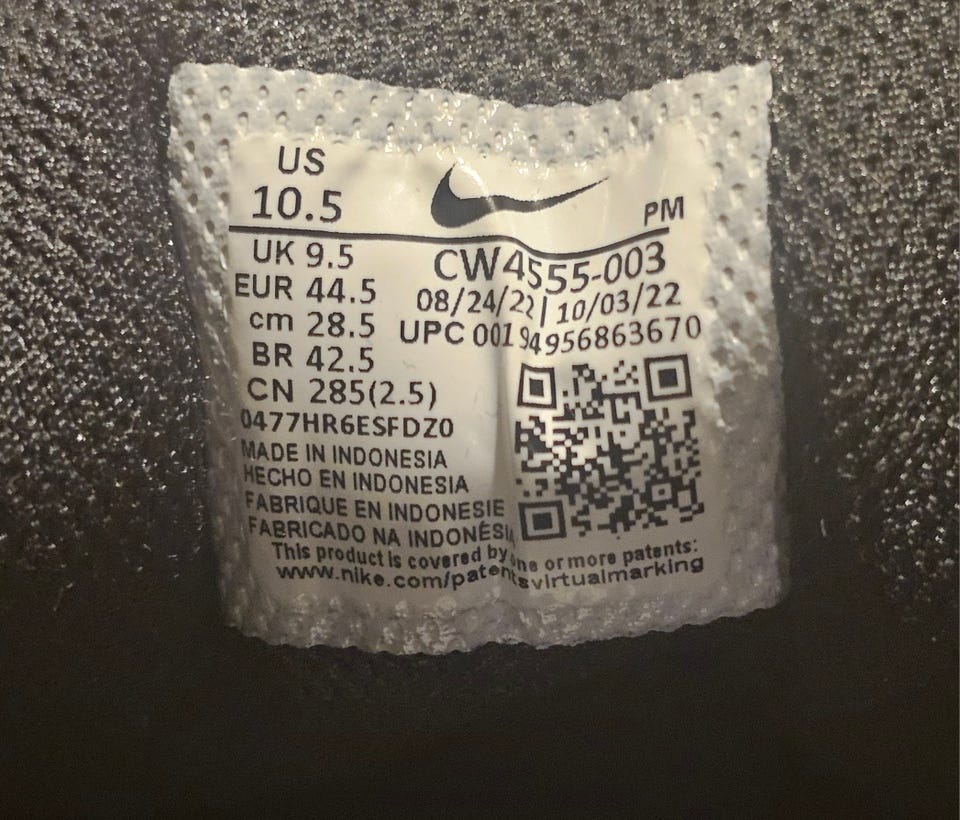 US
10.5
PM
UK 9.5
EUR 44.5
cm 28.5
BR 42.5
CN 285(2.5)
0477HR6ESFDZ0
CW4555-003
08/24/22 | 10/03/22
UPC 00194956863670
MADE IN INDONESIA
HECHO EN INDONESIA
FABRIQUE EN INDONESIE
FABRICADO NA INDONÉSIA
This product is covered by one or more patents:
www.nike.com/patentsvirtualmarking